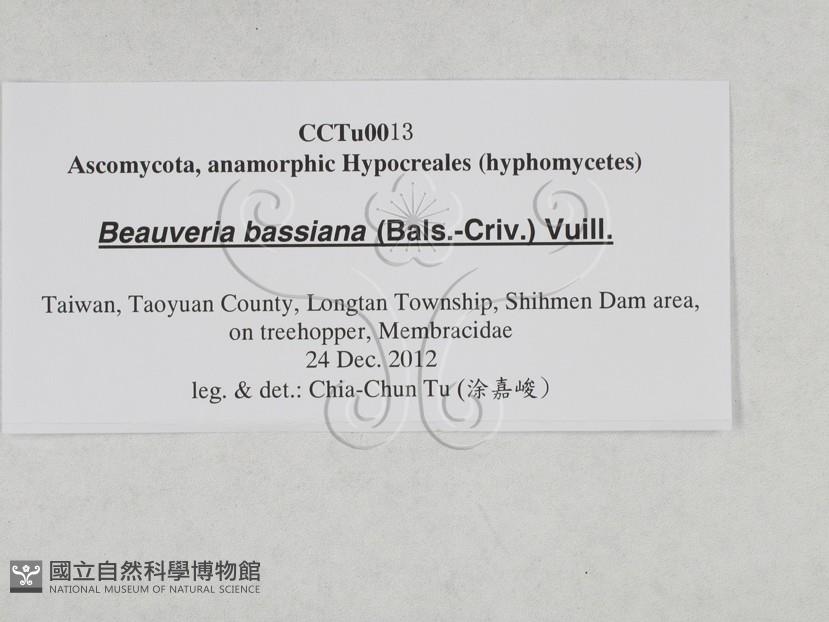 CCTu0013
Ascomycota, anamorphic Hypocreales (hyphomycetes)
Beauveria bassiana (Bals.-Criv.) Vuill.
Taiwan, Taoyuan County, Longtan Township, Shihmen Dam area,
on treehopper, Membracidae
24 Dec. 2012
leg. & det.: Chia-Chun Tu (涂嘉峻)
國立自然科學博物館
NATIONAL MUSEUM OF NATURAL SCIENCE